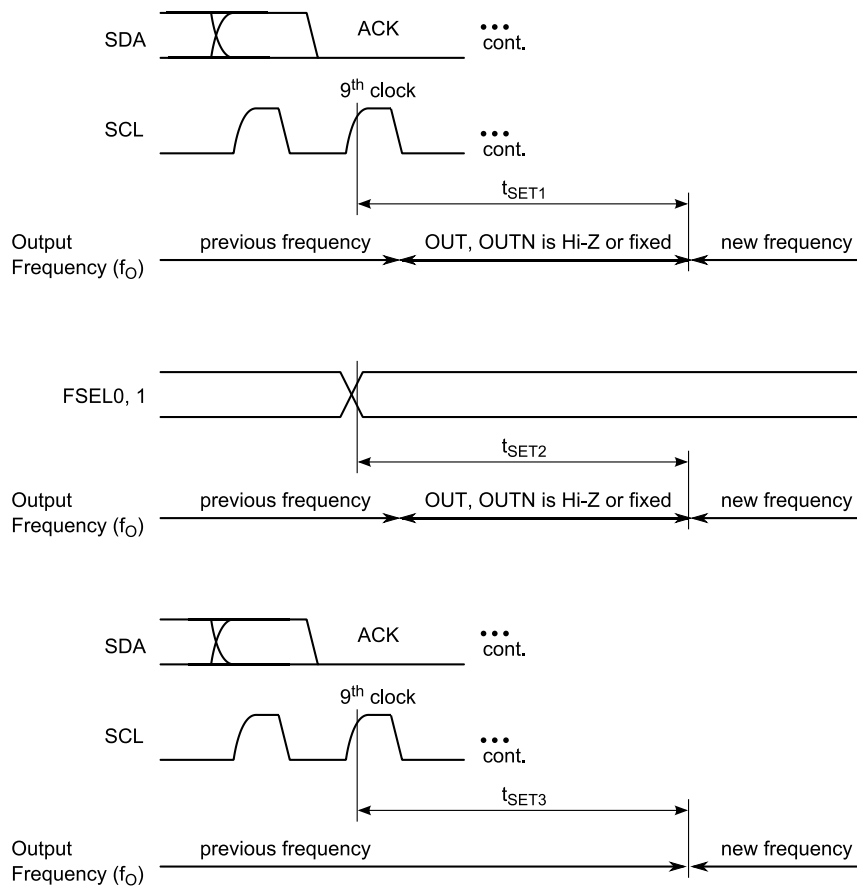 SDA
ACK
•••
cont.
9th clock
SCL
•••
cont.
tSET1
Output
Frequency (fO)
previous frequency
OUT, OUTN is Hi-Z or fixed
new frequency
FSEL0, 1
tSET2
Output
Frequency (fO)
previous frequency
OUT, OUTN is Hi-Z or fixed
new frequency
SDA
ACK
•••
cont.
9th clock
SCL
•••
cont.
tSET3
Output
Frequency (fO)
previous frequency
new frequency